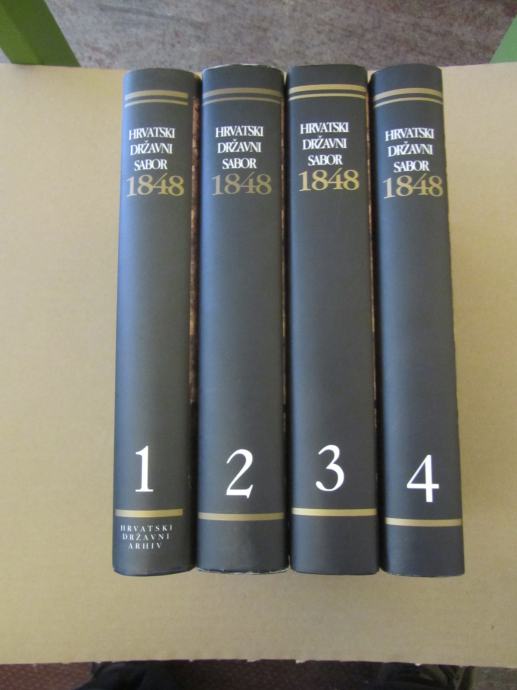 HRVATSKI
DRŽAVNI
SABOR
1848
1
HRVATSKI
DRŽAVNI
ARHIV
HRVATSKI
DRŽAVNI
SABOR
1848
2
HRVATSKI
DRŽAVNI
SABOR
1848
3
HRVATSKI
DRŽAVNI
SABOR
1848
4